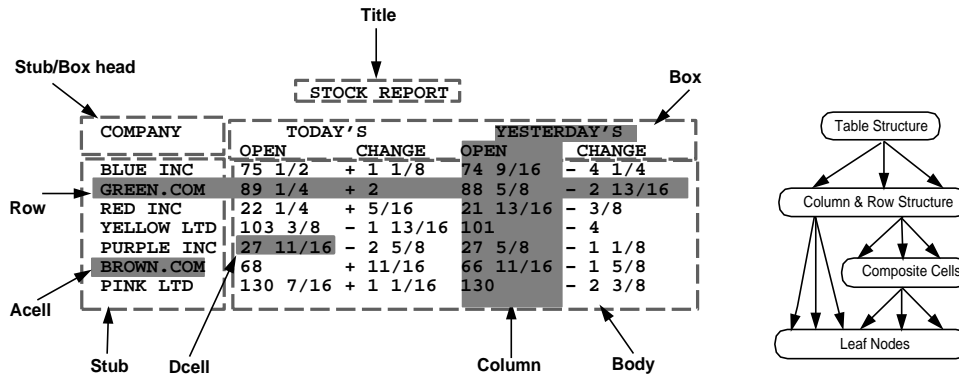 Title
Stub/Box head
Box
STOCK REPORT
COMPANY TODAY'S YESTERDAY'S
OPEN CHANGE OPEN CHANGE
BLUE INC 75 1/2 + 1 1/8 74 9/16 - 4 1/4
GREEN.COM 89 1/4 + 2 88 5/8 - 2 13/16
RED INC 22 1/4 + 5/16 21 13/16 - 3/8
YELLOW LTD 103 3/8 - 1 13/16 101 - 4
PURPLE INC 27 11/16 - 2 5/8 27 5/8 - 1 1/8
BROWN.COM 68 + 11/16 66 11/16 - 1 5/8
PINK LTD 130 7/16 + 1 1/16 130 - 2 3/8
Row
Acell
Stub
Dcell
Column
Body
Table Structure
Column & Row Structure
Composite Cells
Leaf Nodes